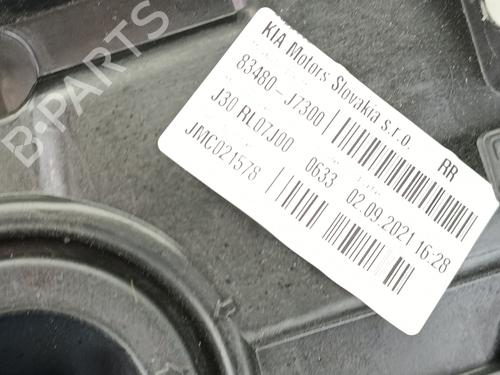 KIA Motors Slovakia s.r.o.
83480-J7300 RR
J30 RL07J00
0633 02.09.2021 16:28
JMC021578
B-PARTS